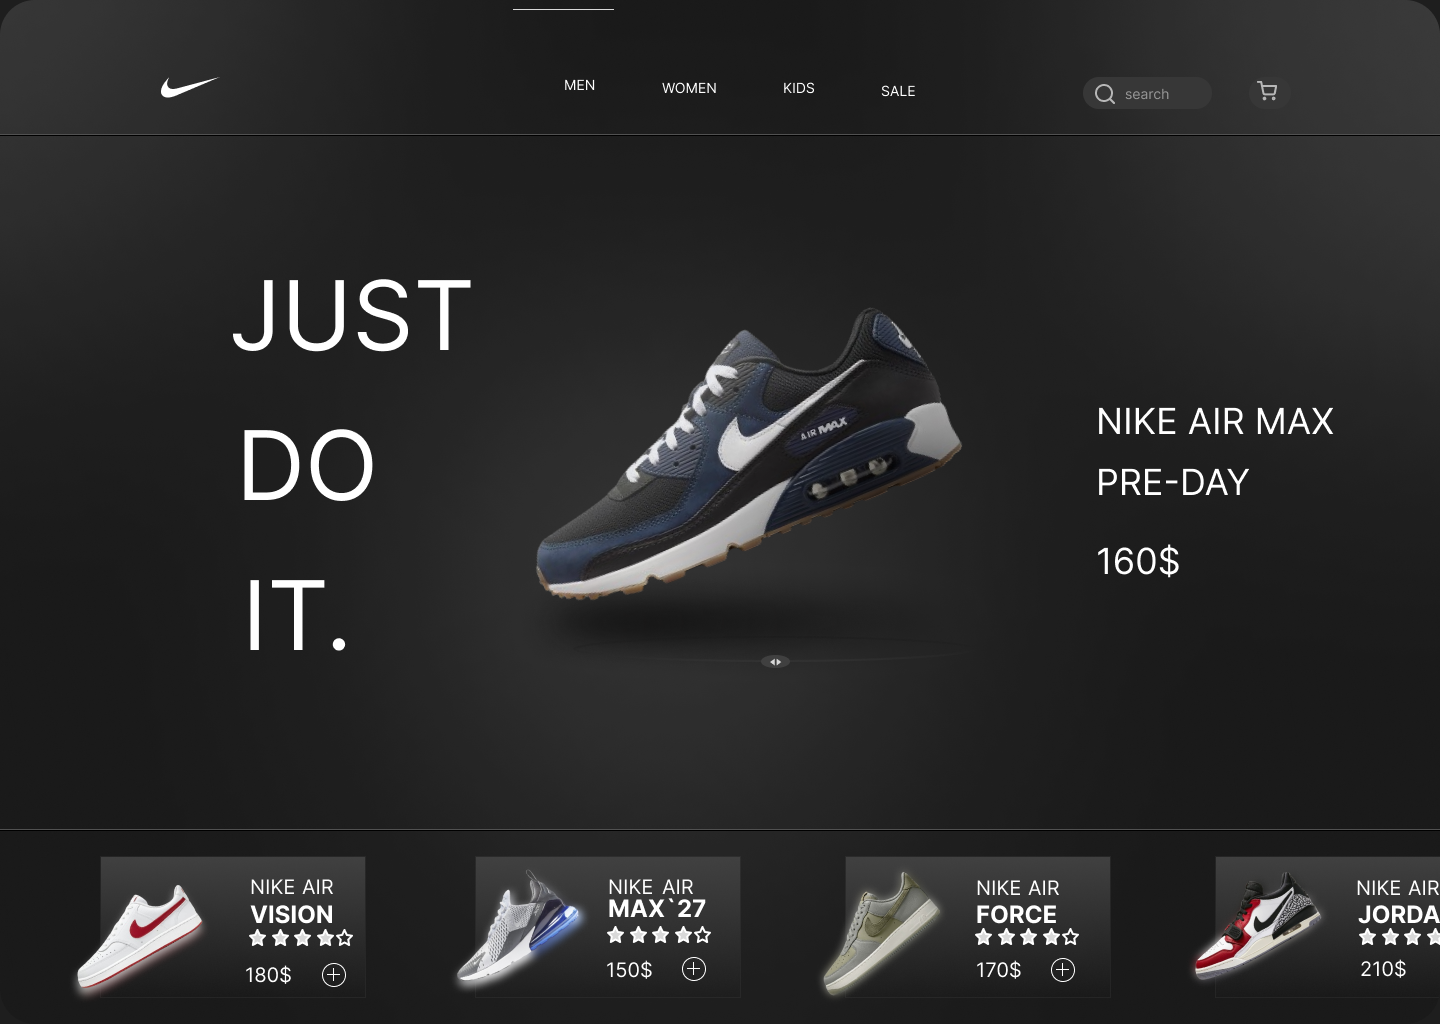 MEN
WOMEN
KIDS
SALE
search
JUST
DO
IT.
AIR MAX
NIKE AIR MAX
PRE-DAY
160$
NIKE AIR
VISION
180$
NIKE AIR
MAX`27
150$
NIKE AIR
FORCE
170$
NIKE AIR
JORDA
210$